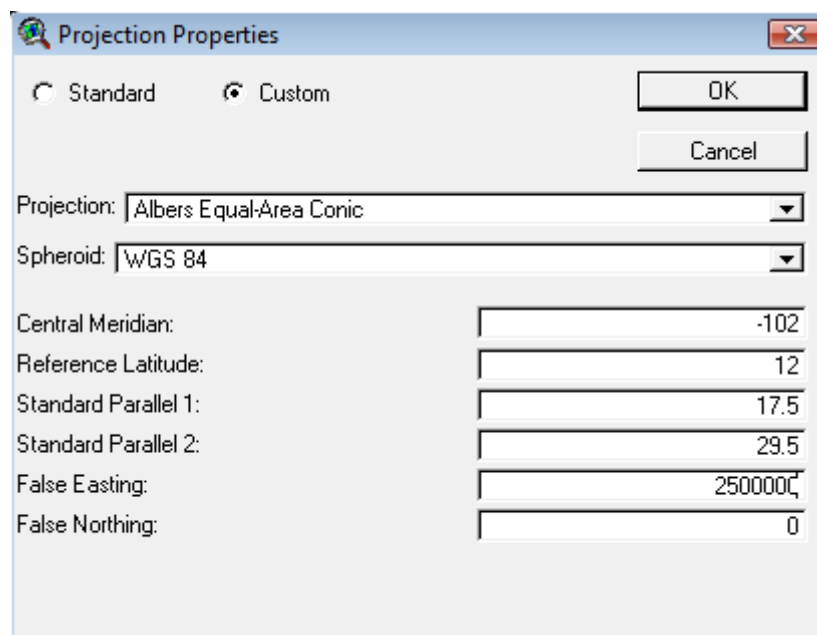 Projection Properties
Standard Custom OK
Cancel
Projection: Albers Equal-Area Conic
Spheroid: WGS 84
Central Meridian: -102
Reference Latitude: 12
Standard Parallel 1: 17.5
Standard Parallel 2: 29.5
False Easting: 2500000
False Northing: 0